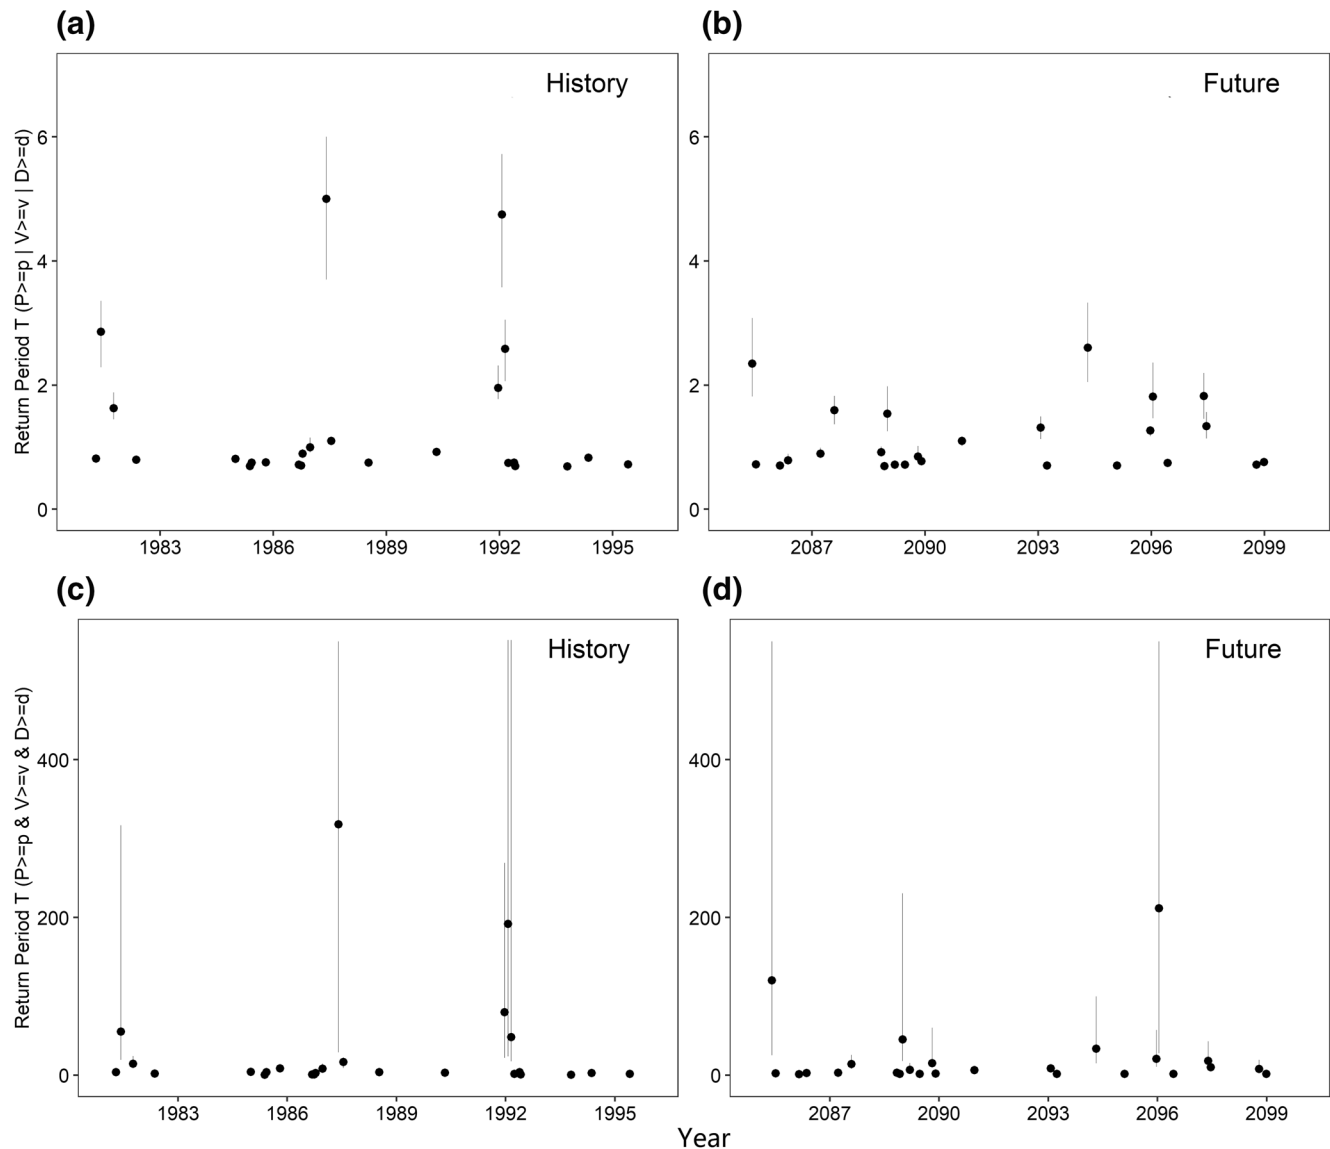 (a)
(b)
History
Future
Return Period T (P>=p | V>=v | D>=d)
6
4
2
0
6
4
2
0
1983 1986 1989 1992 1995
2087 2090 2093 2096 2099
(c)
(d)
History
Future
Return Period T (P>=p & V>=v & D>=d)
400
200
0
400
200
0
1983 1986 1989 1992 1995
2087 2090 2093 2096 2099
Year